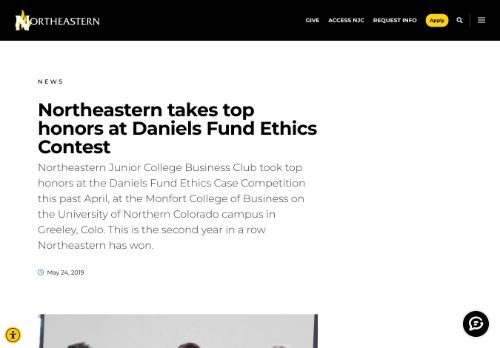 NORTHEASTERN
GIVE ACCESS NJC REQUEST INFO Apply
NEWS
Northeastern takes top
honors at Daniels Fund Ethics
Contest
Northeastern Junior College Business Club took top
honors at the Daniels Fund Ethics Case Competition
this past April, at the Monfort College of Business on
the University of Northern Colorado campus in
Greeley, Colo. This is the second year in a row
Northeastern has won.
May 24, 2019